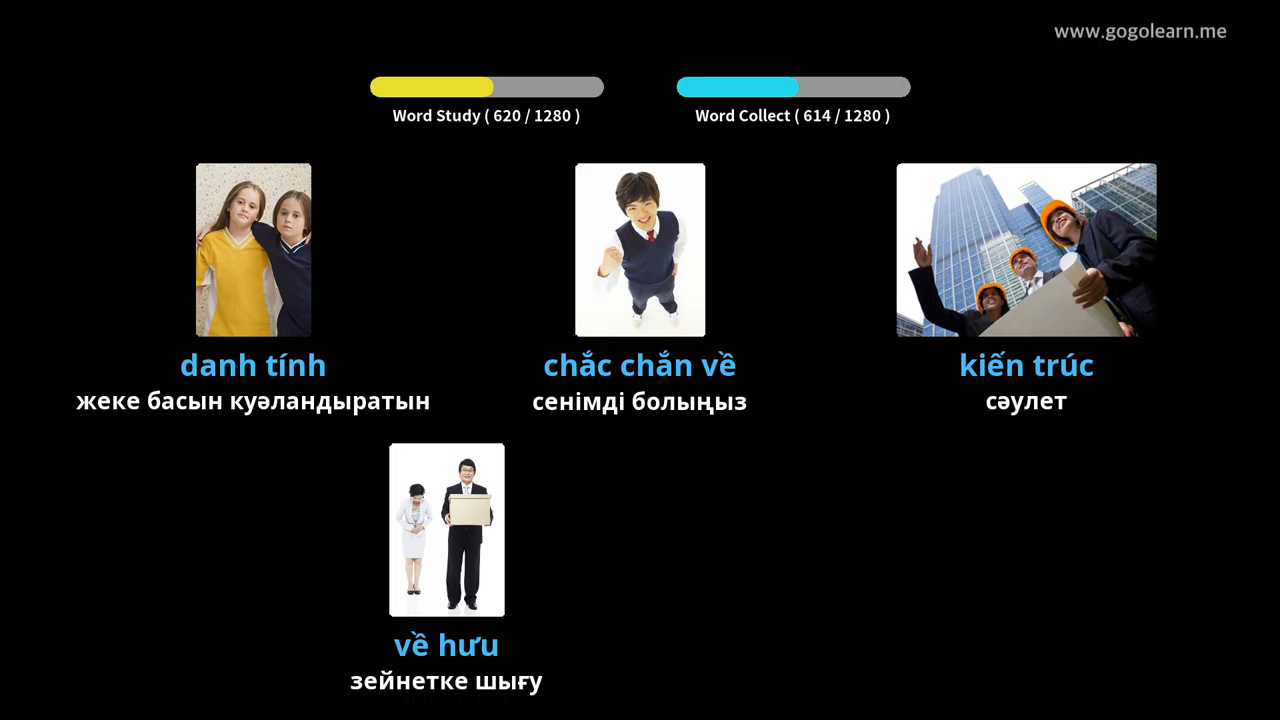 www.gogolearn.me
Word Study ( 620 / 1280 )
Word Collect ( 614 / 1280 )
danh tính
жеке басын куәландыратын
chắc chắn về
сенімді болыңыз
kiến trúc
сәулет
về hưu
зейнетке шығу